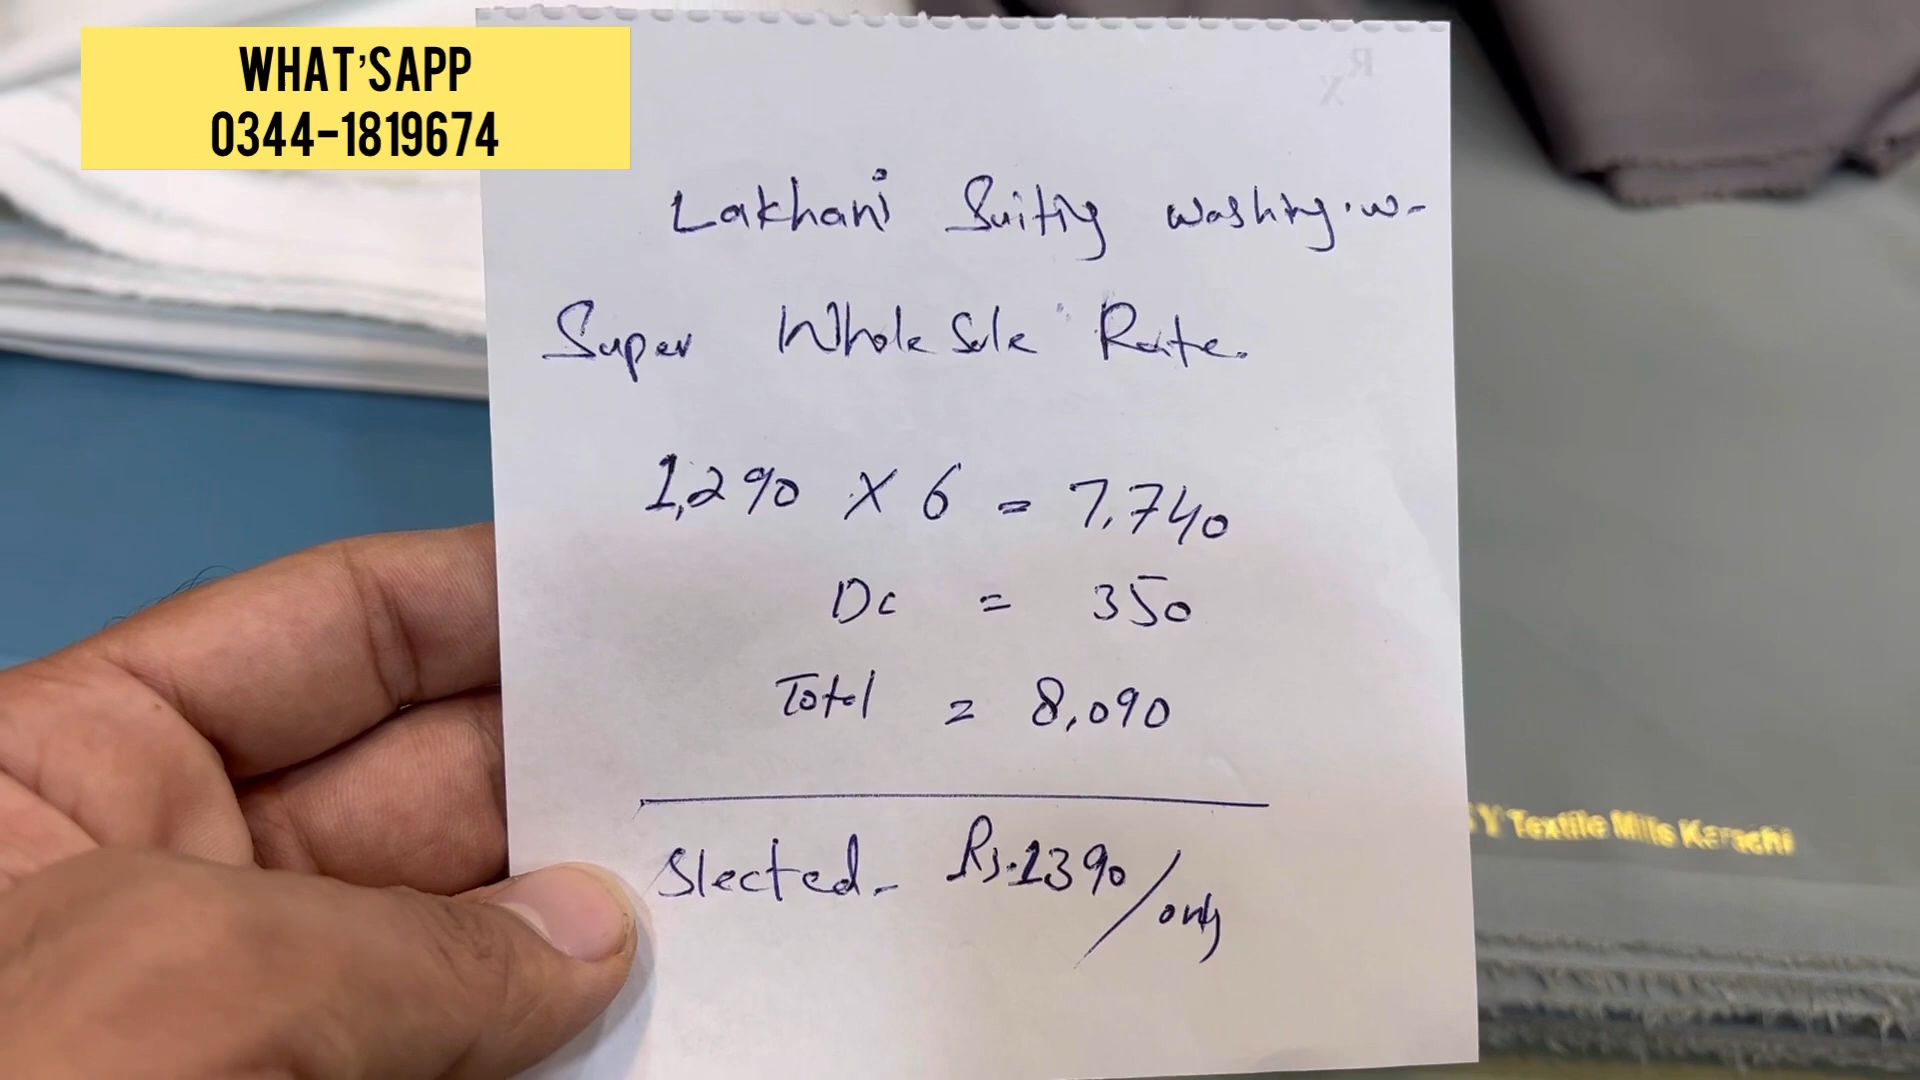 WHAT'SAPP
0344-1819674
Rx
Lakhani Suiting washing.w-
Super Whole Sale Rate.
1,290 X 6 = 7,740
Dc = 350
Total = 8,090
Slected - Rs.1390/only
Y Textile Mills Karachi